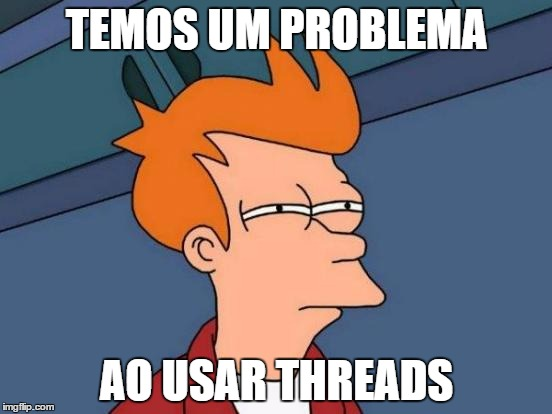 TEMOS UM PROBLEMA
AO USAR THREADS
imgflip.com